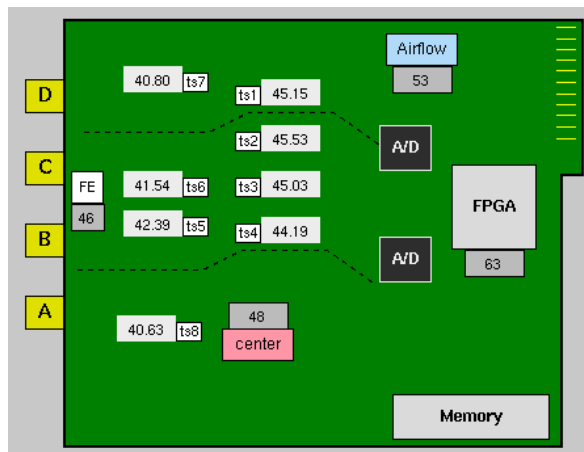 Airflow
53
40.80 ts7
ts1 45.15
D
ts2 45.53
A/D
C
FE
46
41.54 ts6
ts3 45.03
FPGA
63
42.39 ts5
ts4 44.19
B
A/D
A
48
center
40.63 ts8
Memory